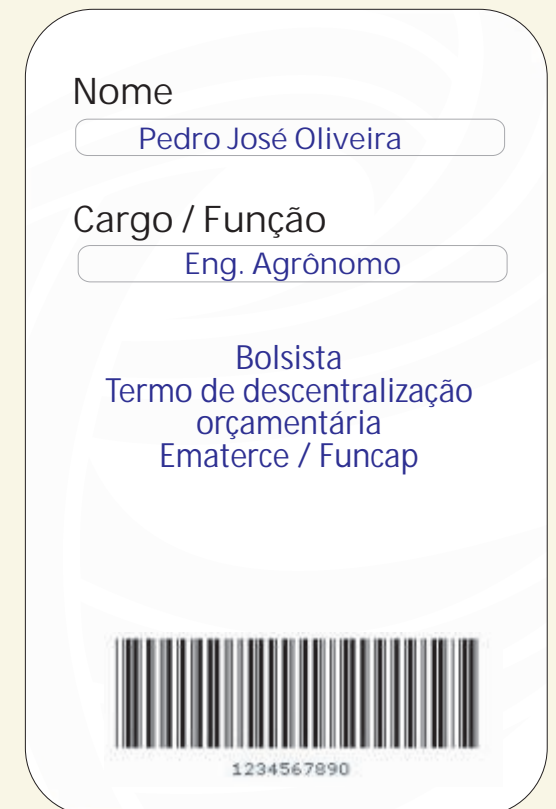 Nome
Pedro José Oliveira
Cargo / Função
Eng. Agrônomo
Bolsista
Termo de descentralização
orçamentária
Ematerce / Funcap
1234567890